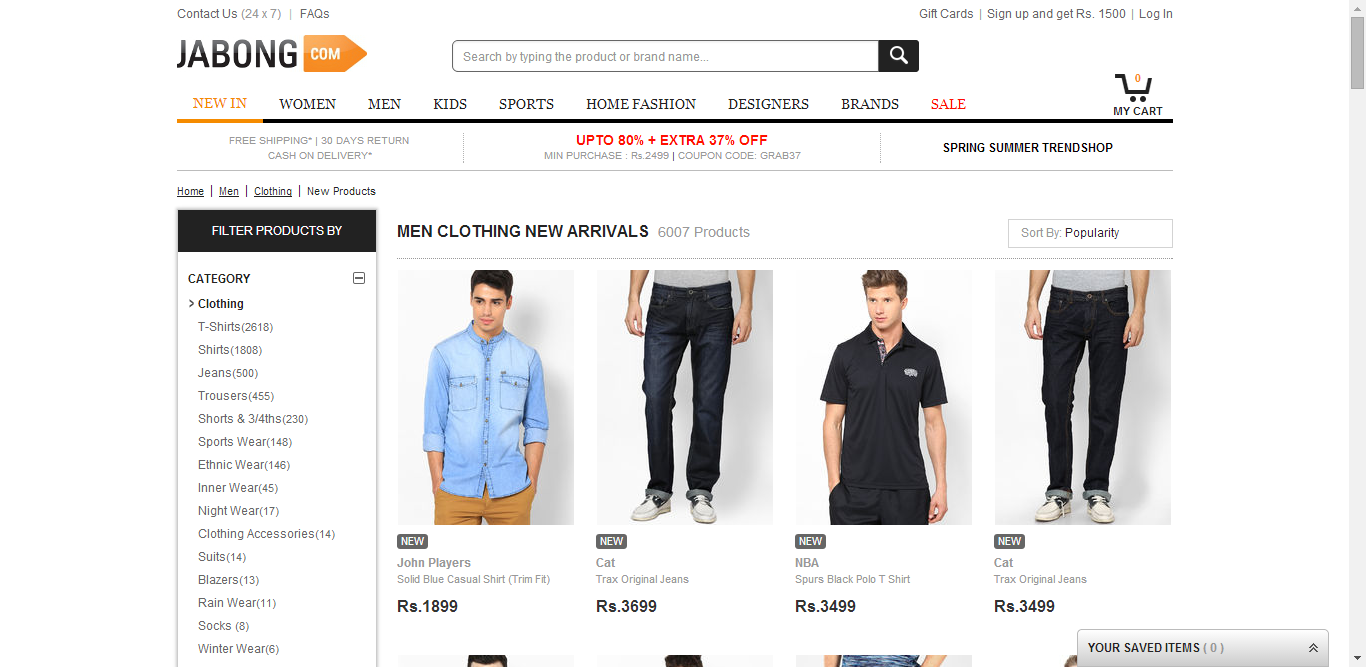 Contact Us (24 x 7) | FAQs
Gift Cards | Sign up and get Rs. 1500 | Log In
JABONG COM
Search by typing the product or brand name...
0
MY CART
NEW IN WOMEN MEN KIDS SPORTS HOME FASHION DESIGNERS BRANDS SALE
FREE SHIPPING* | 30 DAYS RETURN
CASH ON DELIVERY*
UPTO 80% + EXTRA 37% OFF
MIN PURCHASE : Rs.2499 | COUPON CODE: GRAB37
SPRING SUMMER TRENDSHOP
Home | Men | Clothing | New Products
FILTER PRODUCTS BY
CATEGORY
Clothing
T-Shirts(2618)
Shirts(1808)
Jeans(500)
Trousers(455)
Shorts & 3/4ths(230)
Sports Wear(148)
Ethnic Wear(146)
Inner Wear(45)
Night Wear(17)
Clothing Accessories(14)
Suits(14)
Blazers(13)
Rain Wear(11)
Socks (8)
Winter Wear(6)
MEN CLOTHING NEW ARRIVALS 6007 Products
Sort By: Popularity
NEW
John Players
Solid Blue Casual Shirt (Trim Fit)
Rs.1899
NEW
Cat
Trax Original Jeans
Rs.3699
NEW
NBA
Spurs Black Polo T Shirt
Rs.3499
NEW
Cat
Trax Original Jeans
Rs.3499
YOUR SAVED ITEMS ( 0 )